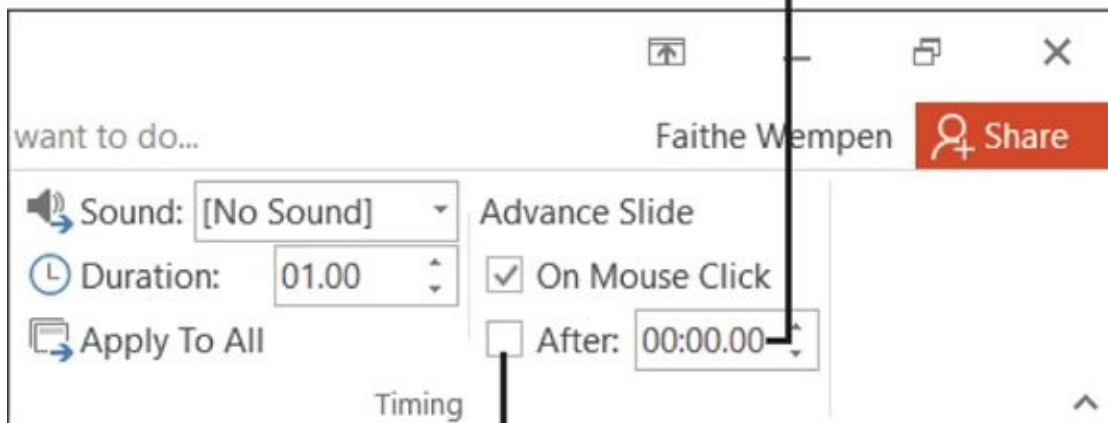 want to do... Faithe Wempen Share
Sound: [No Sound] Advance Slide
Duration: 01.00 On Mouse Click
Apply To All After: 00:00.00
Timing